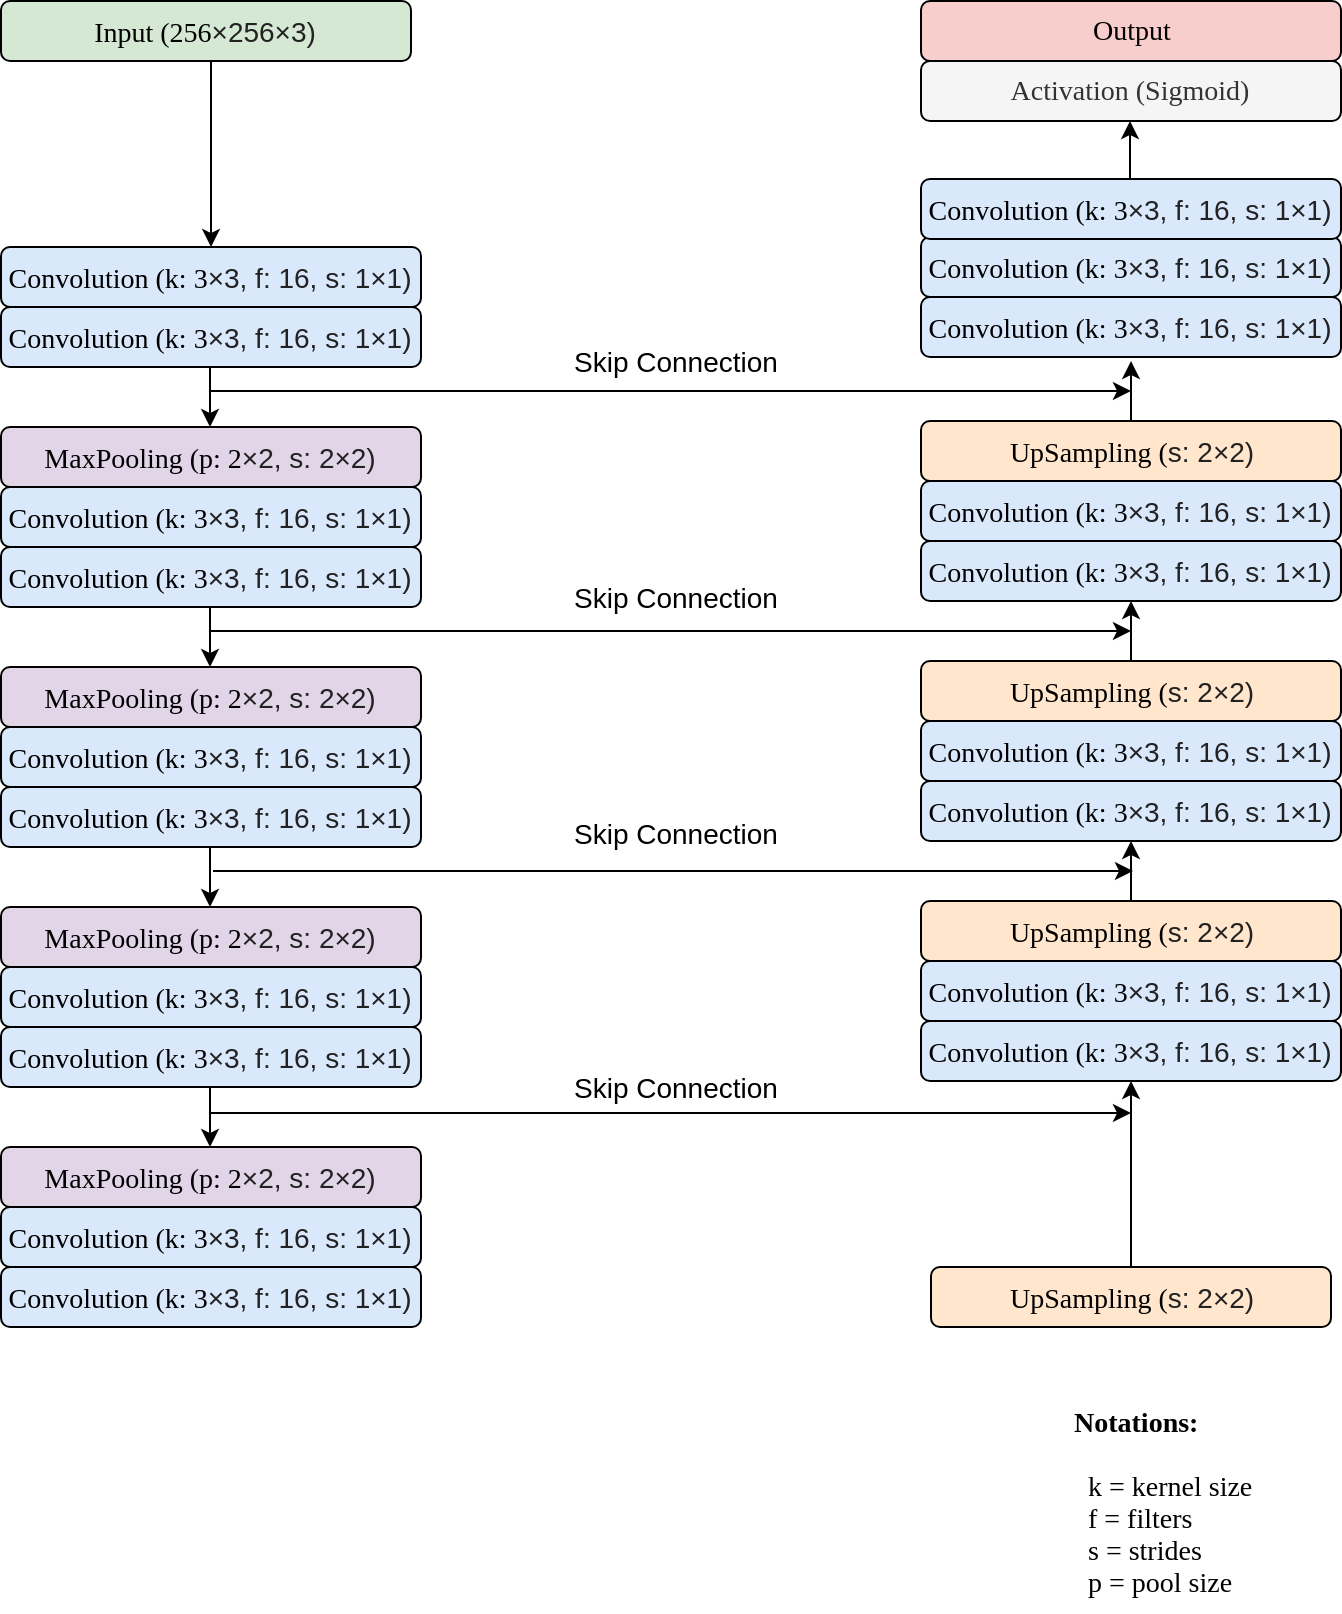 Input (256×256×3)
Convolution (k: 3×3, f: 16, s: 1×1)
Convolution (k: 3×3, f: 16, s: 1×1)
MaxPooling (p: 2×2, s: 2×2)
Convolution (k: 3×3, f: 16, s: 1×1)
Convolution (k: 3×3, f: 16, s: 1×1)
MaxPooling (p: 2×2, s: 2×2)
Convolution (k: 3×3, f: 16, s: 1×1)
Convolution (k: 3×3, f: 16, s: 1×1)
MaxPooling (p: 2×2, s: 2×2)
Convolution (k: 3×3, f: 16, s: 1×1)
Convolution (k: 3×3, f: 16, s: 1×1)
MaxPooling (p: 2×2, s: 2×2)
Convolution (k: 3×3, f: 16, s: 1×1)
Convolution (k: 3×3, f: 16, s: 1×1)
Skip Connection
Skip Connection
Skip Connection
Skip Connection
Output
Activation (Sigmoid)
Convolution (k: 3×3, f: 16, s: 1×1)
Convolution (k: 3×3, f: 16, s: 1×1)
Convolution (k: 3×3, f: 16, s: 1×1)
UpSampling (s: 2×2)
Convolution (k: 3×3, f: 16, s: 1×1)
Convolution (k: 3×3, f: 16, s: 1×1)
UpSampling (s: 2×2)
Convolution (k: 3×3, f: 16, s: 1×1)
Convolution (k: 3×3, f: 16, s: 1×1)
UpSampling (s: 2×2)
Convolution (k: 3×3, f: 16, s: 1×1)
Convolution (k: 3×3, f: 16, s: 1×1)
UpSampling (s: 2×2)
Notations:
k = kernel size
f = filters
s = strides
p = pool size